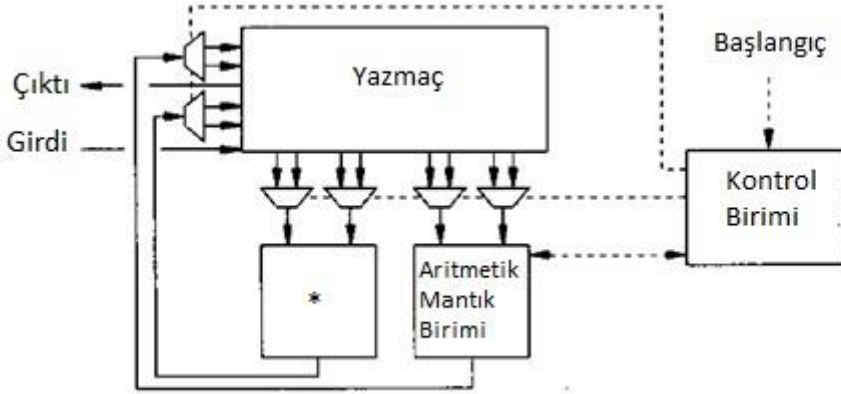 Yazmaç
Başlangıç
Çıktı
Girdi
Kontrol
Birimi
*
Aritmetik
Mantık
Birimi